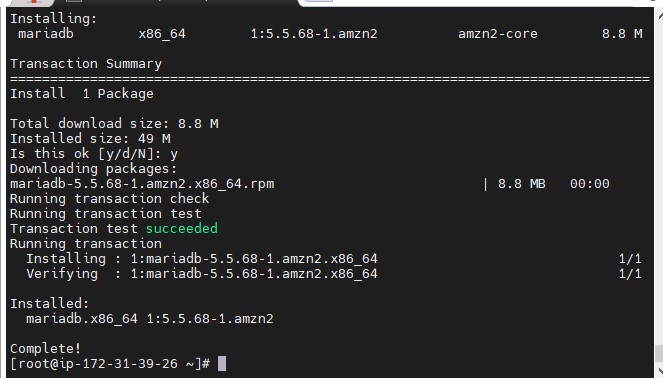 Installing:
 mariadb        x86_64        1:5.5.68-1.amzn2          amzn2-core        8.8 M

Transaction Summary
================================================================================
Install  1 Package

Total download size: 8.8 M
Installed size: 49 M
Is this ok [y/d/N]: y
Downloading packages:
mariadb-5.5.68-1.amzn2.x86_64.rpm                          | 8.8 MB   00:00
Running transaction check
Running transaction test
Transaction test succeeded
Running transaction
  Installing : 1:mariadb-5.5.68-1.amzn2.x86_64                              1/1
  Verifying  : 1:mariadb-5.5.68-1.amzn2.x86_64                              1/1

Installed:
  mariadb.x86_64 1:5.5.68-1.amzn2

Complete!
[root@ip-172-31-39-26 ~]#